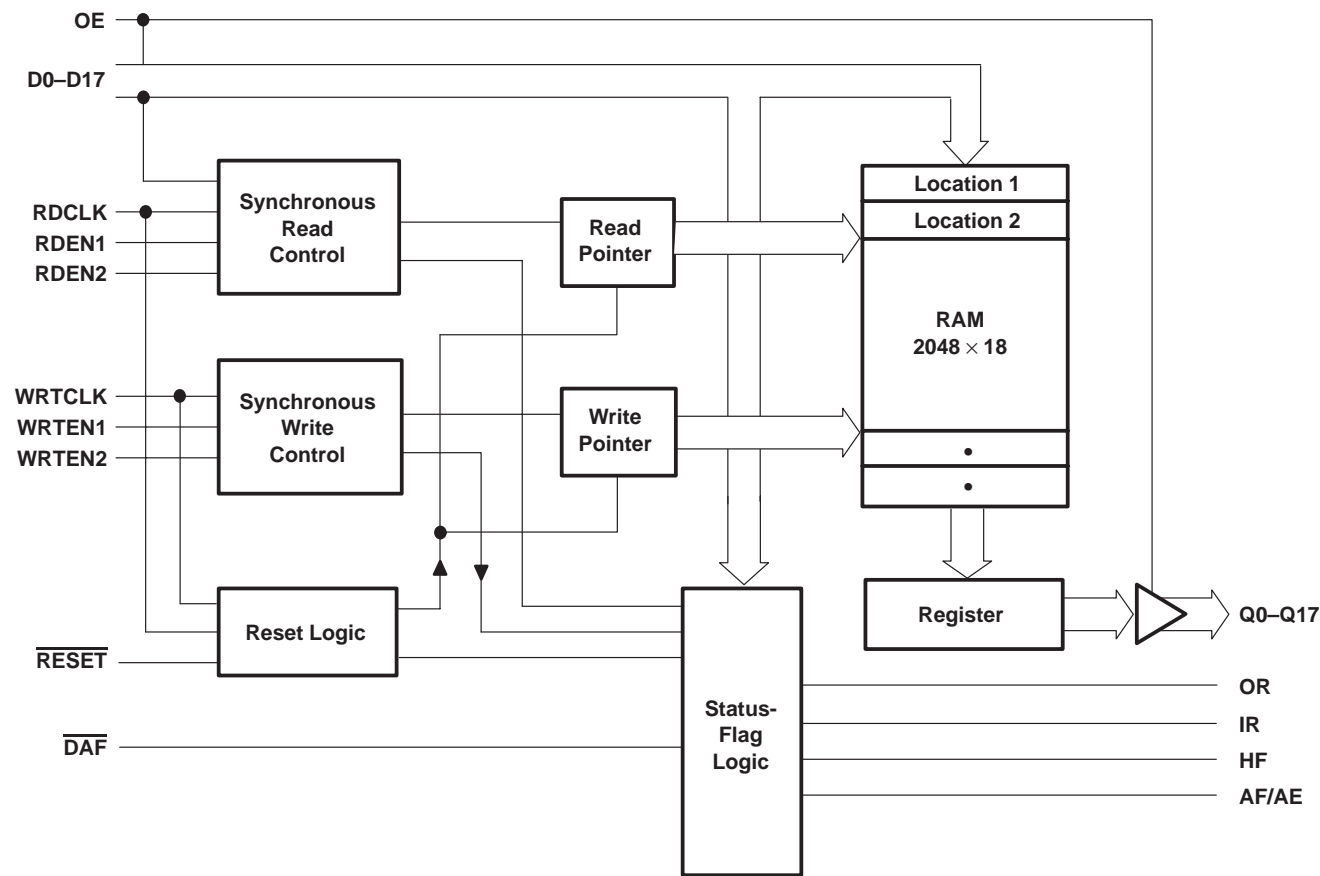 OE
D0–D17
RDCLK
RDEN1
RDEN2
Synchronous
Read
Control
Read
Pointer
Location 1
Location 2
RAM
2048 × 18
WRTCLK
WRTEN1
WRTEN2
Synchronous
Write
Control
Write
Pointer
Reset Logic
RESET
DAF
Status-
Flag
Logic
Register
Q0–Q17
OR
IR
HF
AF/AE